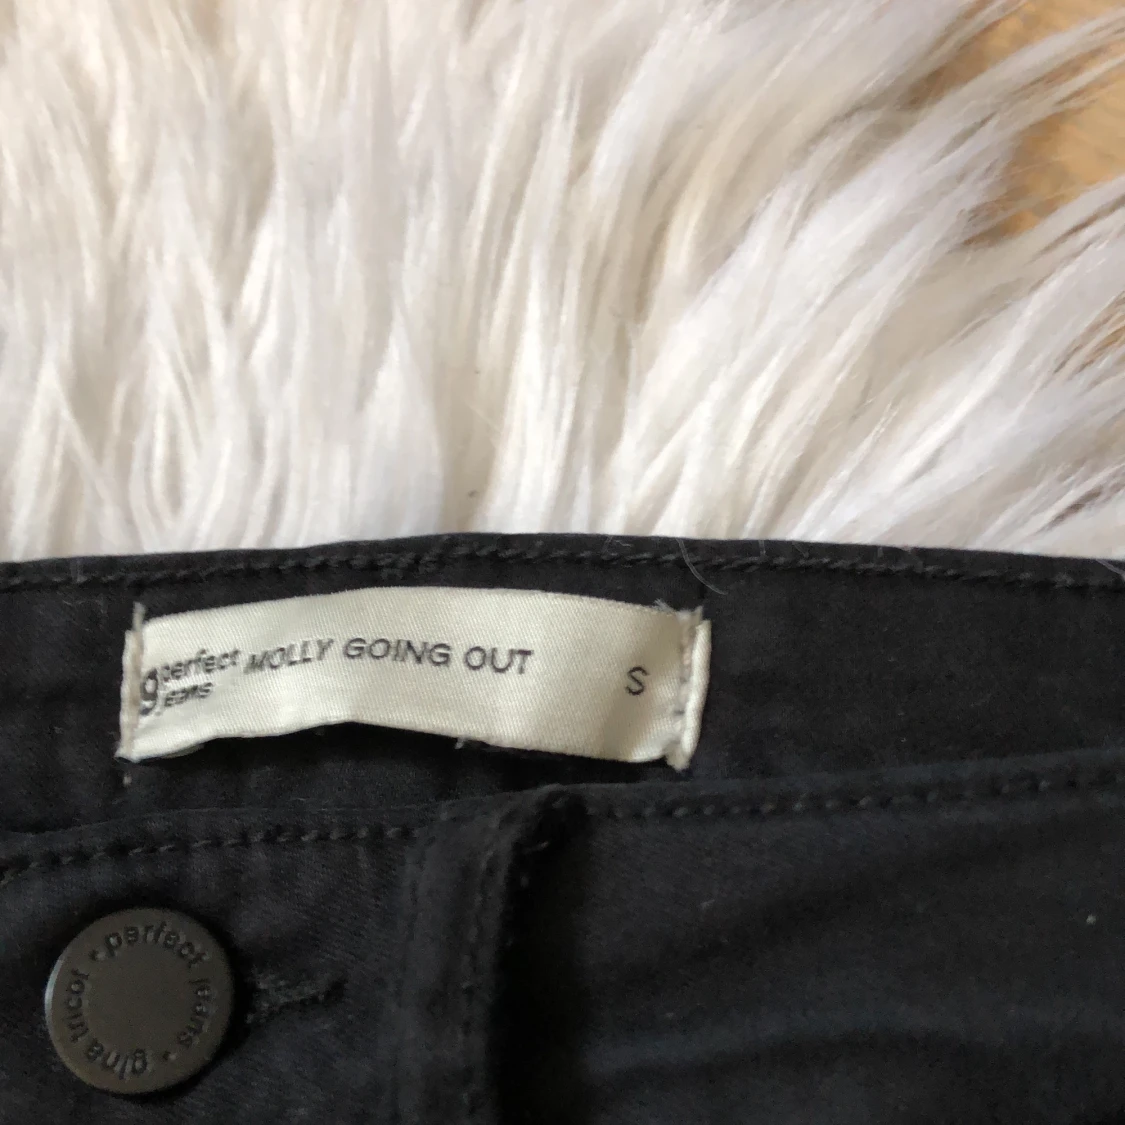 g perfect jeans MOLLY GOING OUT S
perfect jeans • gina tricot •